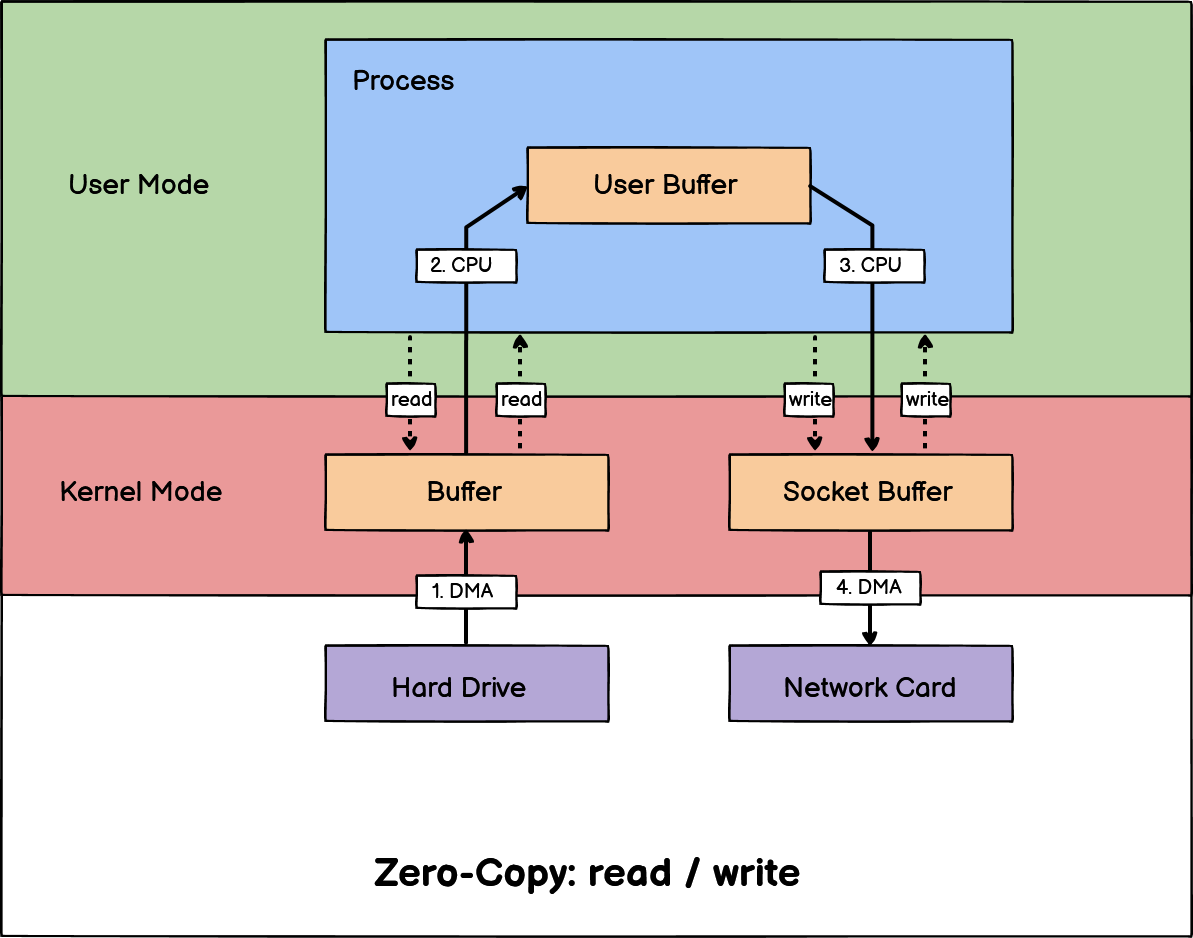 Process
User Mode
User Buffer
2. CPU
3. CPU
read
read
write
write
Kernel Mode
Buffer
Socket Buffer
1. DMA
4. DMA
Hard Drive
Network Card
Zero-Copy: read / write